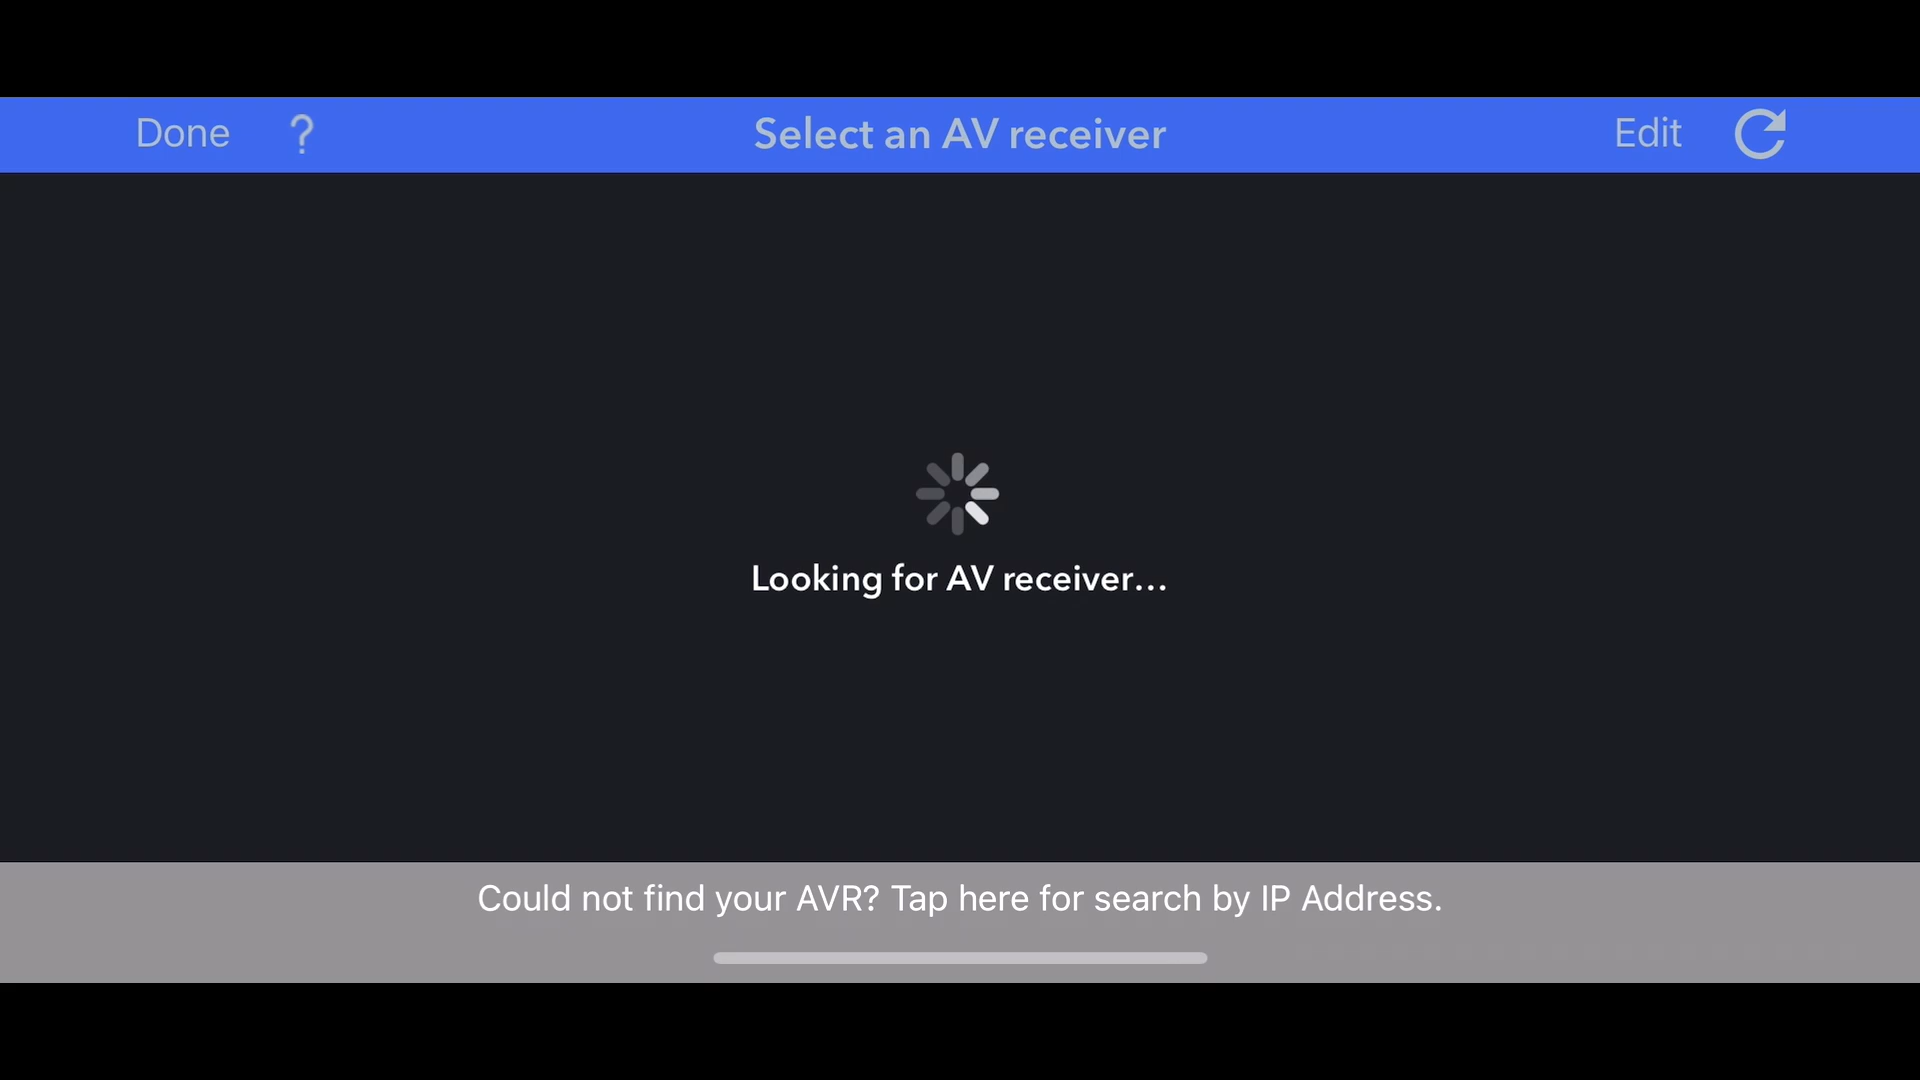 Done ? Select an AV receiver Edit
Looking for AV receiver...
Could not find your AVR? Tap here for search by IP Address.